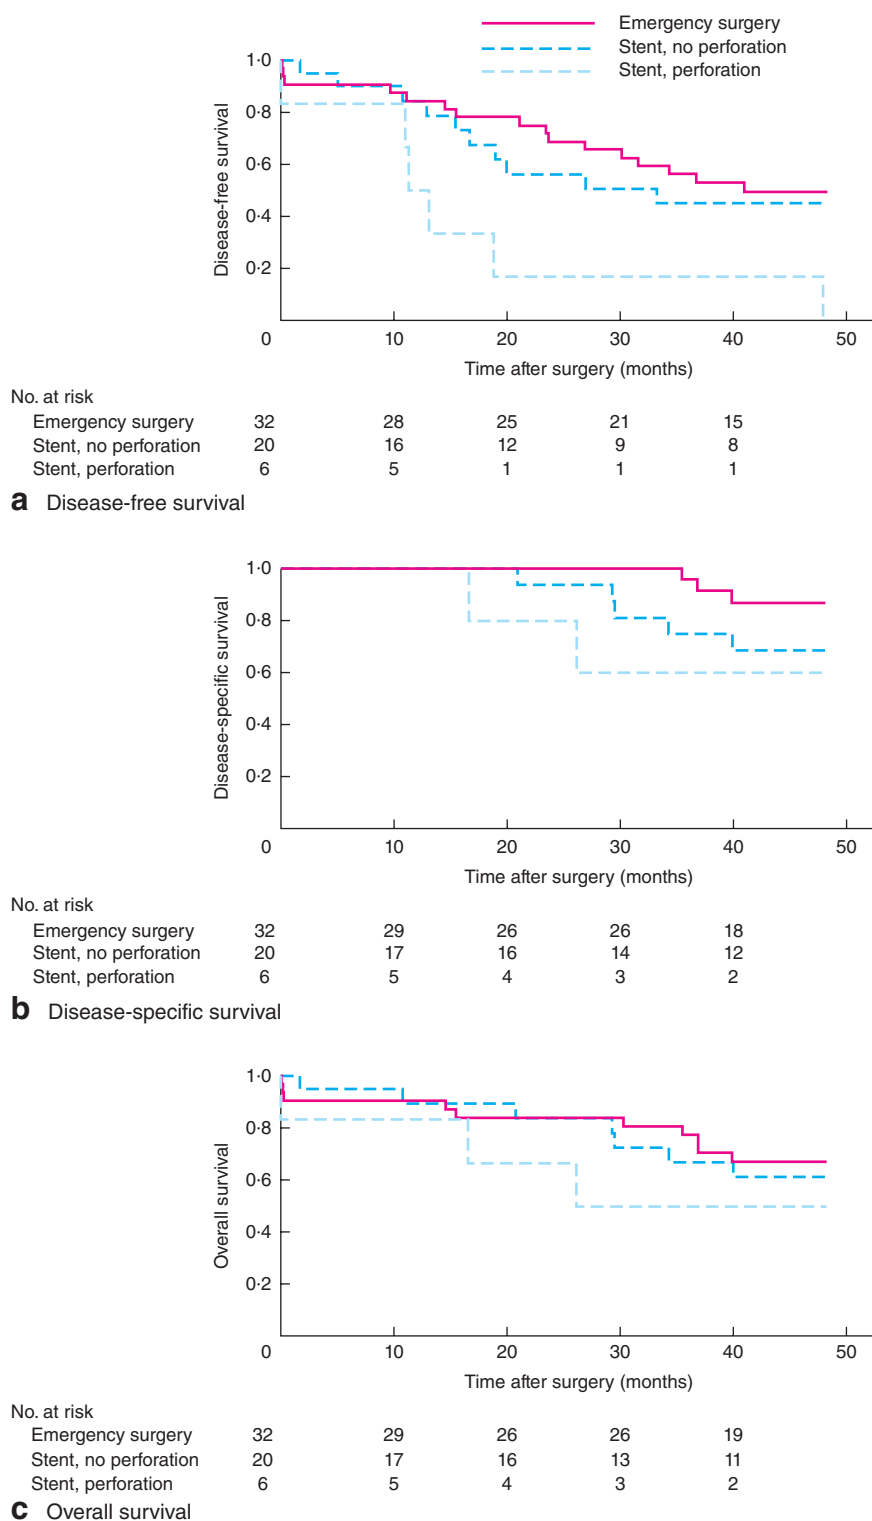 Emergency surgery
Stent, no perforation
Stent, perforation
1·0
0·8
0·6
0·4
0·2
Disease-free survival
0 10 20 30 40 50
Time after surgery (months)
No. at risk
Emergency surgery 32 28 25 21 15
Stent, no perforation 20 16 12 9 8
Stent, perforation 6 5 1 1 1
a Disease-free survival
1·0
0·8
0·6
0·4
0·2
Disease-specific survival
0 10 20 30 40 50
Time after surgery (months)
No. at risk
Emergency surgery 32 29 26 26 18
Stent, no perforation 20 17 16 14 12
Stent, perforation 6 5 4 3 2
b Disease-specific survival
1·0
0·8
0·6
0·4
0·2
Overall survival
0 10 20 30 40 50
Time after surgery (months)
No. at risk
Emergency surgery 32 29 26 26 19
Stent, no perforation 20 17 16 13 11
Stent, perforation 6 5 4 3 2
c Overall survival